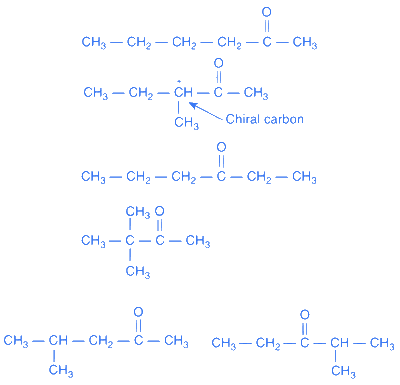 O
CH3 — CH2 — CH2 — CH2 — C — CH3
O
CH3 — CH2 — *CH — C — CH3
CH3 Chiral carbon
O
CH3 — CH2 — CH2 — C — CH2 — CH3
CH3 O
CH3 — C — C — CH3
CH3
O
CH3 — CH — CH2 — C — CH3
CH3
O
CH3 — CH2 — C — CH — CH3
CH3